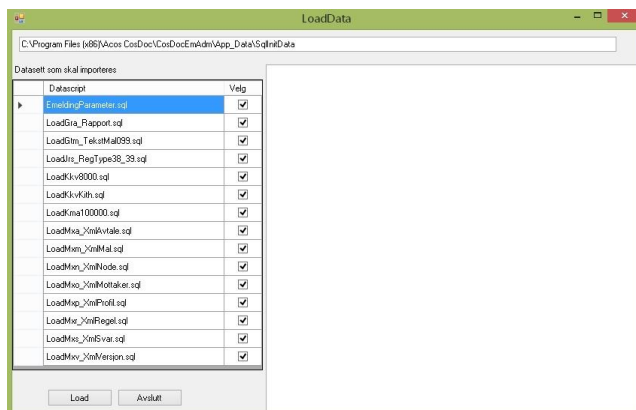 LoadData
C:\Program Files (x86)\Acos CosDoc\CosDocEmAdm\App_Data\SqlInitData
Datasett som skal importeres
Datascript Velg
EmeldingParameter.sql
LoadGra_Rapport.sql
LoadGtm_TekstMal099.sql
LoadJrs_RegType38_39.sql
LoadKkv8000.sql
LoadKkvKith.sql
LoadKma100000.sql
LoadMxa_XmlAvtale.sql
LoadMxm_XmlMal.sql
LoadMxn_XmlNode.sql
LoadMxo_XmlMottaker.sql
LoadMxp_XmlProfil.sql
LoadMxr_XmlRegel.sql
LoadMxs_XmlSvar.sql
LoadMxv_XmlVersjon.sql
Load Avslutt